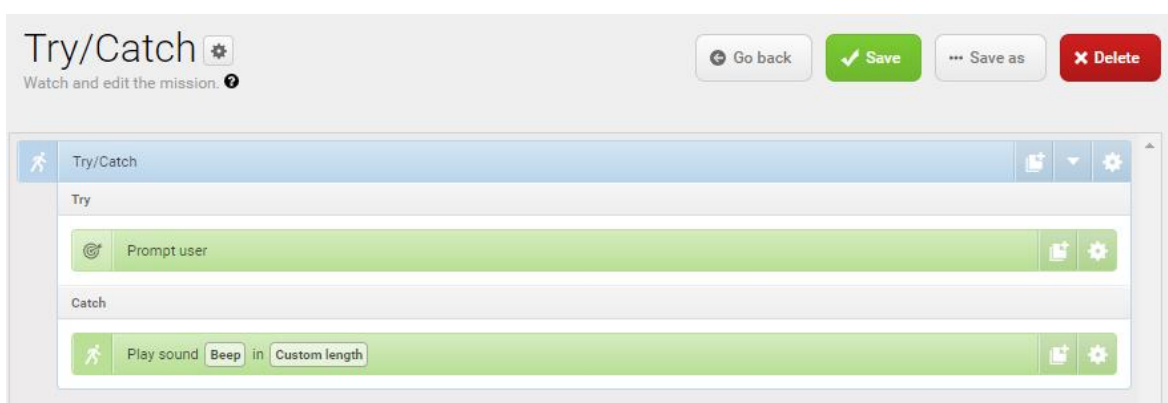 Try/Catch
Go back
Save
Save as
Delete
Watch and edit the mission.
Try/Catch
Try
Prompt user
Catch
Play sound Beep in Custom length